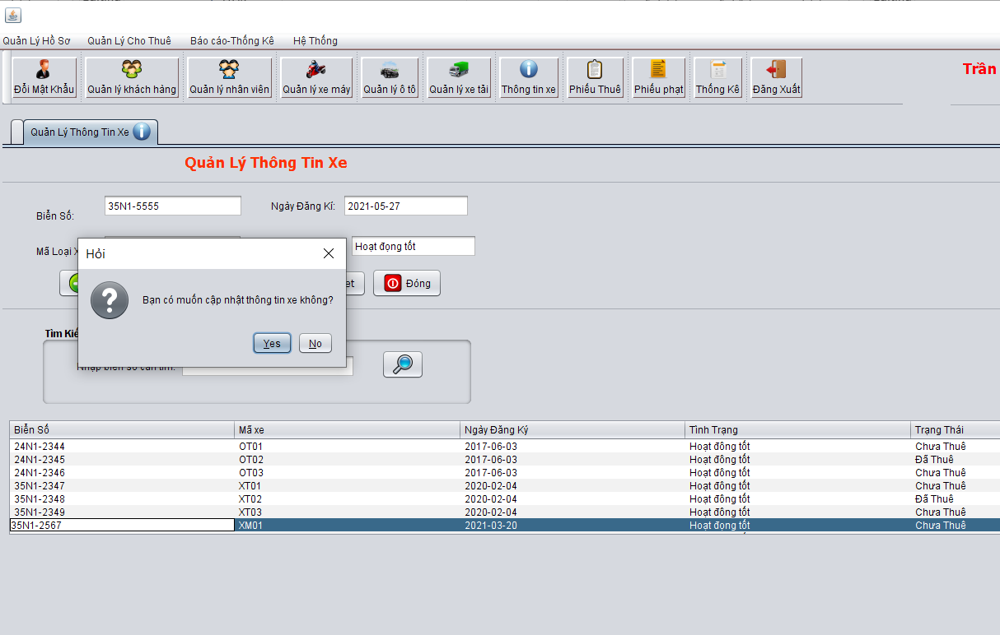 Quản Lý Hồ Sơ Quản Lý Cho Thuê Báo cáo-Thống Kê Hệ Thống
Đổi Mật Khẩu Quản lý khách hàng Quản lý nhân viên Quản lý xe máy Quản lý ô tô Quản lý xe tải Thông tin xe Phiếu Thuê Phiếu phạt Thống Kê Đăng Xuất
Trần
Quản Lý Thông Tin Xe
Quản Lý Thông Tin Xe
Biển Số: 35N1-5555 Ngày Đăng Kí: 2021-05-27
Mã Loại X Hoạt đọng tốt
Hỏi
Bạn có muốn cập nhật thông tin xe không?
Yes No
et Đóng
Tìm Kiế
Nhập biển số cần tìm:
Biển Số Mã xe Ngày Đăng Ký Tình Trạng Trạng Thái
24N1-2344 OT01 2017-06-03 Hoạt đông tốt Chưa Thuê
24N1-2345 OT02 2017-06-03 Hoạt đông tốt Đã Thuê
24N1-2346 OT03 2017-06-03 Hoạt đông tốt Chưa Thuê
35N1-2347 XT01 2020-02-04 Hoạt đông tốt Chưa Thuê
35N1-2348 XT02 2020-02-04 Hoạt đông tốt Đã Thuê
35N1-2349 XT03 2020-02-04 Hoạt đông tốt Chưa Thuê
35N1-2567 XM01 2021-03-20 Hoạt đọng tốt Chưa Thuê